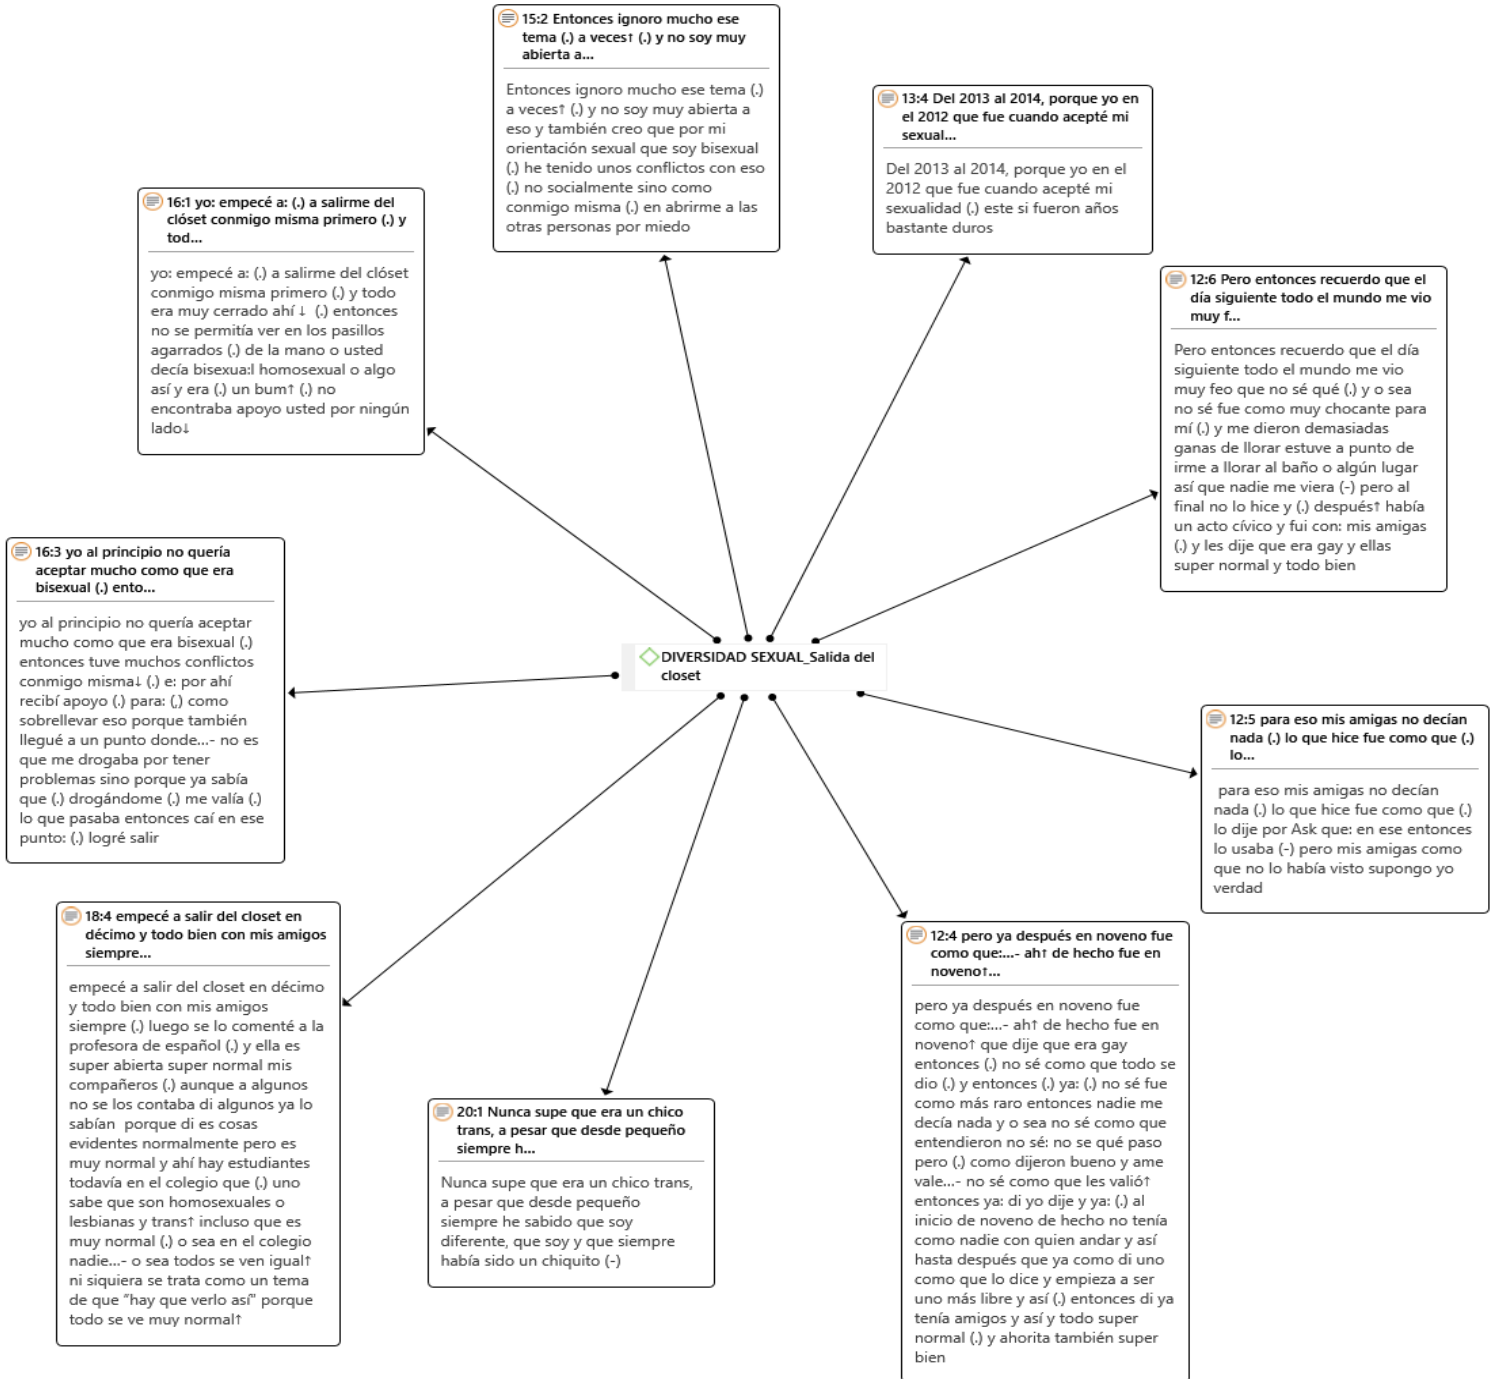 15:2 Entonces ignoro mucho ese
tema (.) a veces↑ (.) y no soy muy
abierta a...
Entonces ignoro mucho ese tema (.)
a veces↑ (.) y no soy muy abierta a
eso y también creo que por mi
orientación sexual que soy bisexual
(.) he tenido unos conflictos con eso
(.) no socialmente sino como
conmigo misma (.) en abrirme a las
otras personas por miedo
13:4 Del 2013 al 2014, porque yo en
el 2012 que fue cuando acepté mi
sexual...
Del 2013 al 2014, porque yo en el
2012 que fue cuando acepté mi
sexualidad (.) este si fueron años
bastante duros
16:1 yo: empecé a: (.) a salirme del
clóset conmigo misma primero (.) y
tod...
yo: empecé a: (.) a salirme del clóset
conmigo misma primero (.) y todo
era muy cerrado ahí ↓ (.) entonces
no se permitía ver en los pasillos
agarrados (.) de la mano o usted
decía bisexua:l homosexual o algo
así y era (.) un bum↑ (.) no
encontraba apoyo usted por ningún
lado↓
12:6 Pero entonces recuerdo que el
día siguiente todo el mundo me vio
muy f...
Pero entonces recuerdo que el día
siguiente todo el mundo me vio
muy feo que no sé qué (.) y o sea
no sé fue como muy chocante para
mí (.) y me dieron demasiadas
ganas de llorar estuve a punto de
irme a llorar al baño o algún lugar
así que nadie me viera (-) pero al
final no lo hice y (.) después↑ había
un acto cívico y fui con: mis amigas
(.) y les dije que era gay y ellas
super normal y todo bien
16:3 yo al principio no quería
aceptar mucho como que era
bisexual (.) ento...
yo al principio no quería aceptar
mucho como que era bisexual (.)
entonces tuve muchos conflictos
conmigo misma↓ (.) e: por ahí
recibí apoyo (.) para: (,) como
sobrellevar eso porque también
llegué a un punto donde...- no es
que me drogaba por tener
problemas sino porque ya sabía
que (.) drogándome (.) me valía (.)
lo que pasaba entonces caí en ese
punto: (.) logré salir
DIVERSIDAD SEXUAL_Salida del
closet
12:5 para eso mis amigas no decían
nada (.) lo que hice fue como que (.)
lo...
para eso mis amigas no decían
nada (.) lo que hice fue como que (.)
lo dije por Ask que: en ese entonces
lo usaba (-) pero mis amigas como
que no lo había visto supongo yo
verdad
18:4 empecé a salir del closet en
décimo y todo bien con mis amigos
siempre...
empecé a salir del closet en décimo
y todo bien con mis amigos
siempre (.) luego se lo comenté a la
profesora de español (.) y ella es
super abierta super normal mis
compañeros (.) aunque a algunos
no se los contaba di algunos ya lo
sabían  porque di es cosas
evidentes normalmente pero es
muy normal y ahí hay estudiantes
todavía en el colegio que (.) uno
sabe que son homosexuales o
lesbianas y trans↑ incluso que es
muy normal (.) o sea en el colegio
nadie...- o sea todos se ven igual↑
ni siquiera se trata como un tema
de que "hay que verlo así" porque
todo se ve muy normal↑
20:1 Nunca supe que era un chico
trans, a pesar que desde pequeño
siempre h...
Nunca supe que era un chico trans,
a pesar que desde pequeño
siempre he sabido que soy
diferente, que soy y que siempre
había sido un chiquito (-)
12:4 pero ya después en noveno fue
como que:...- ah↑ de hecho fue en
noveno↑...
pero ya después en noveno fue
como que:...- ah↑ de hecho fue en
noveno↑ que dije que era gay
entonces (.) no sé como que todo se
dio (.) y entonces (.) ya: (.) no sé fue
como más raro entonces nadie me
decía nada y o sea no sé como que
entendieron no sé: no se qué paso
pero (.) como dijeron bueno y ame
vale...- no sé como que les valió↑
entonces ya: di yo dije y ya: (.) al
inicio de noveno de hecho no tenía
como nadie con quien andar y así
hasta después que ya como di uno
como que lo dice y empieza a ser
uno más libre y así (.) entonces di ya
tenía amigos y así y todo super
normal (.) y ahorita también super
bien